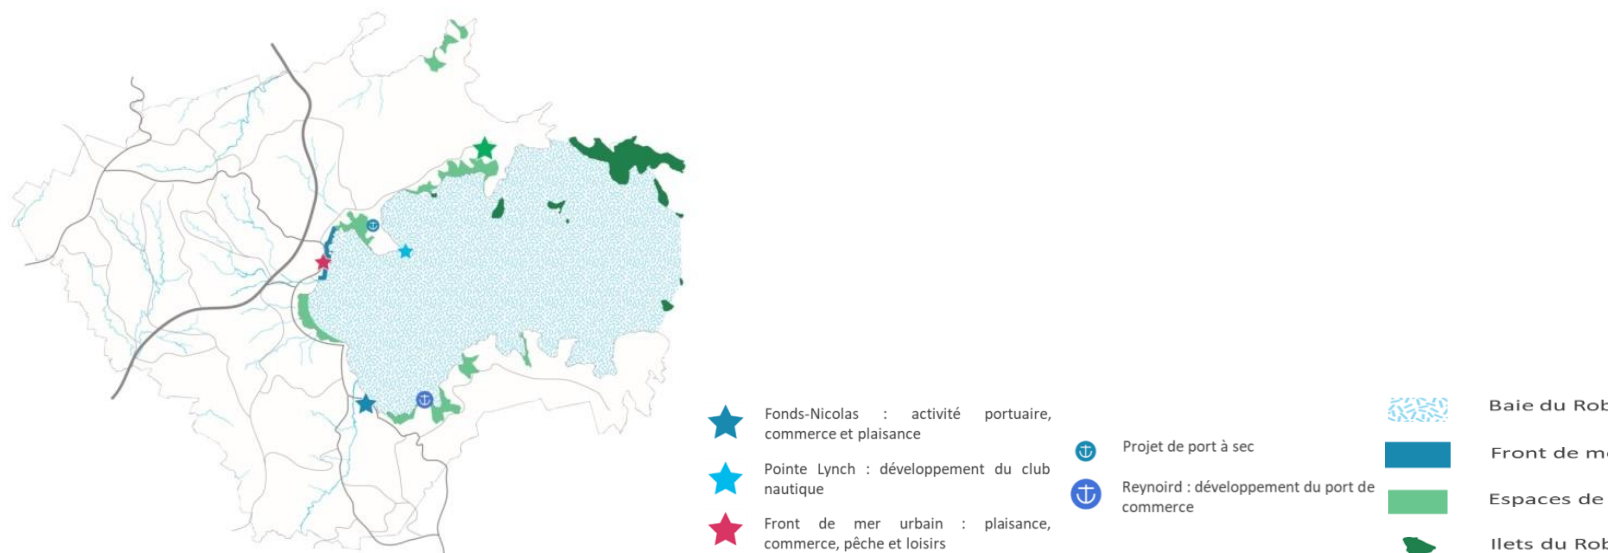 Fonds-Nicolas : activité portuaire,
commerce et plaisance
Pointe Lynch : développement du club
nautique
Front de mer urbain : plaisance,
commerce, pêche et loisirs
Projet de port à sec
Reynoird : développement du port de
commerce
Baie du Rob
Front de m
Espaces de
Ilets du Rob